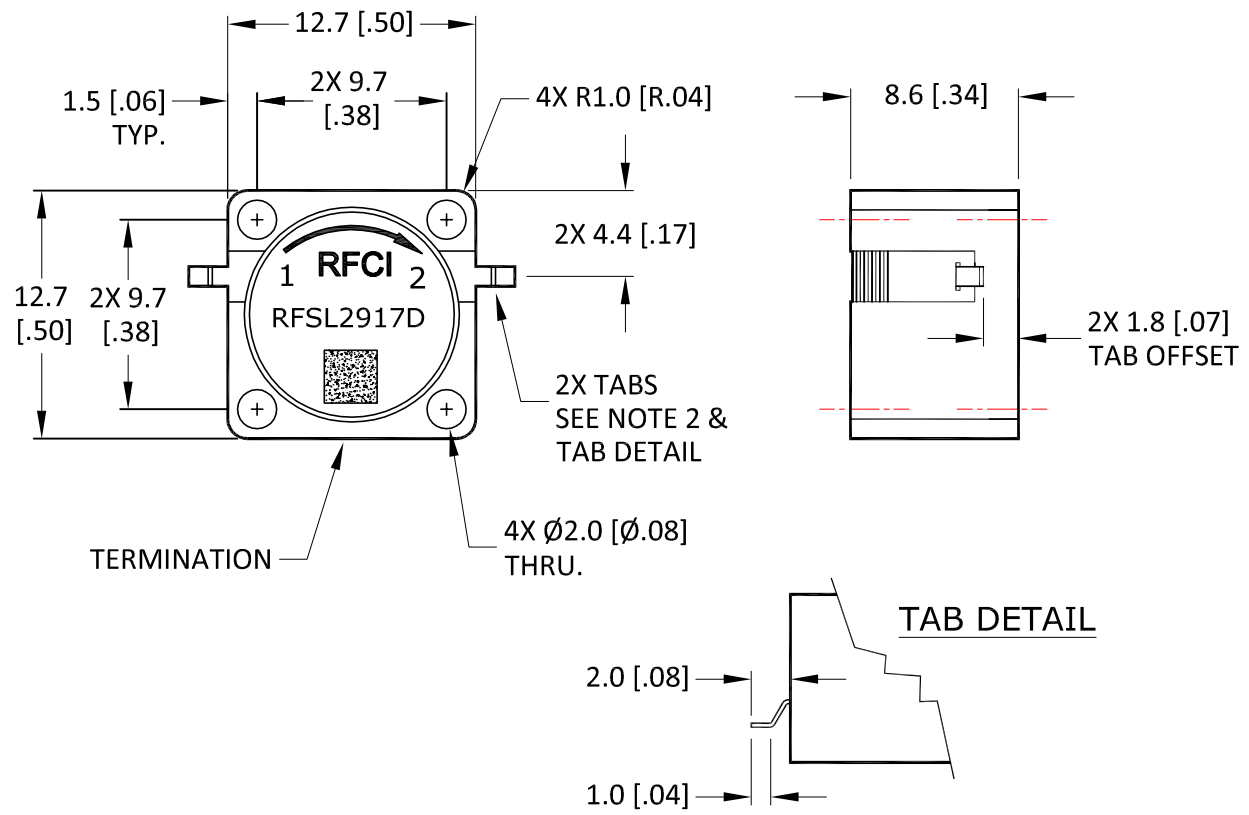 12.7 [.50]
2X 9.7
[.38]
1.5 [.06]
TYP.
4X R1.0 [R.04]
8.6 [.34]
2X 4.4 [.17]
12.7
[.50]
2X 9.7
[.38]
1
RFCI
2
RFSL2917D
2X 1.8 [.07]
TAB OFFSET
2X TABS
SEE NOTE 2 &
TAB DETAIL
TERMINATION
4X Ø2.0 [Ø.08]
THRU.
TAB DETAIL
2.0 [.08]
1.0 [.04]